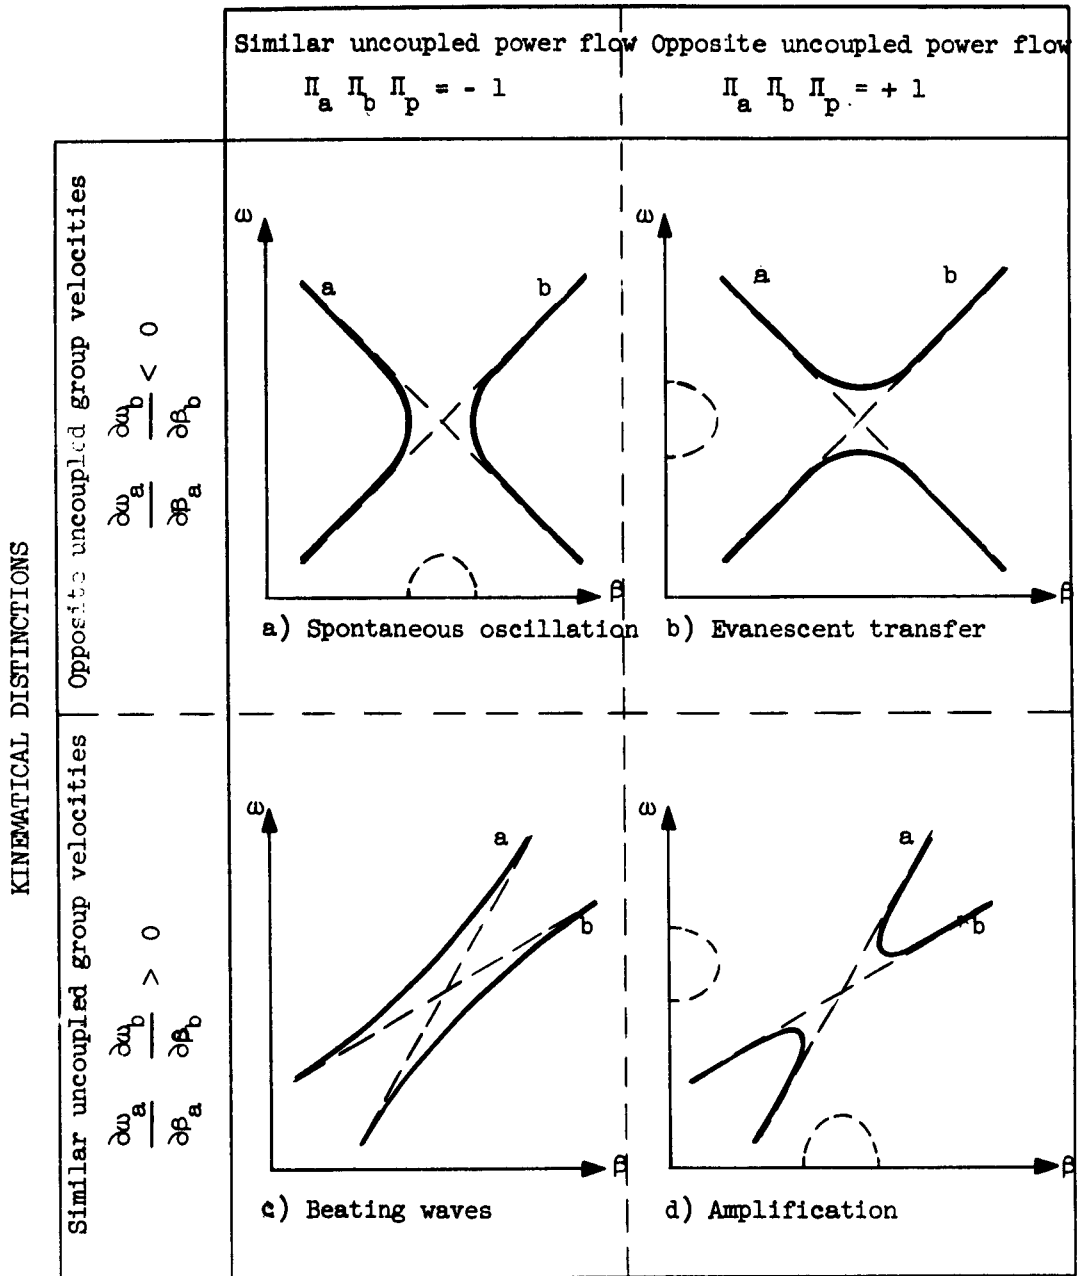 Similar uncoupled power flow
Π_a Π_b Π_p = - 1
Opposite uncoupled power flow
Π_a Π_b Π_p = + 1
KINEMATICAL DISTINCTIONS
Opposite uncoupled group velocities
∂ω_a/∂β_a ∂ω_b/∂β_b < 0
ω
a
b
β
a) Spontaneous oscillation
ω
a
b
β
b) Evanescent transfer
Similar uncoupled group velocities
∂ω_a/∂β_a ∂ω_b/∂β_b > 0
ω
a
b
β
c) Beating waves
ω
a
b
β
d) Amplification